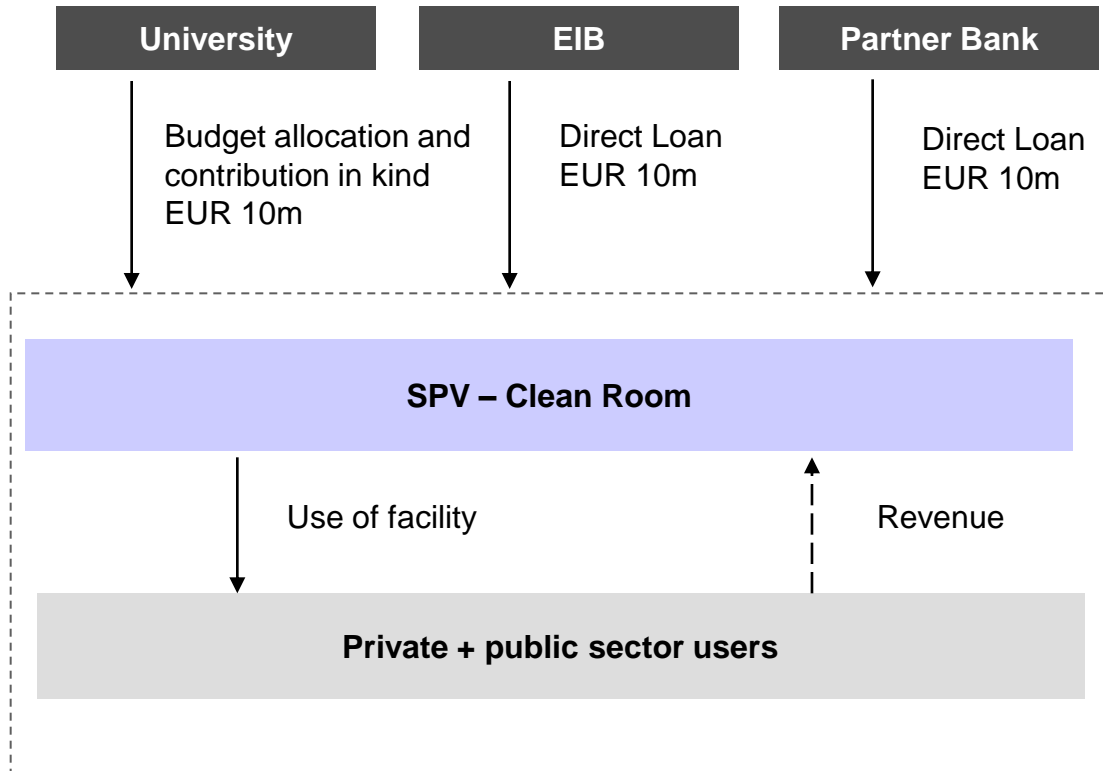 University
EIB
Partner Bank
Budget allocation and
contribution in kind
EUR 10m
Direct Loan
EUR 10m
Direct Loan
EUR 10m
SPV – Clean Room
Use of facility
Revenue
Private + public sector users